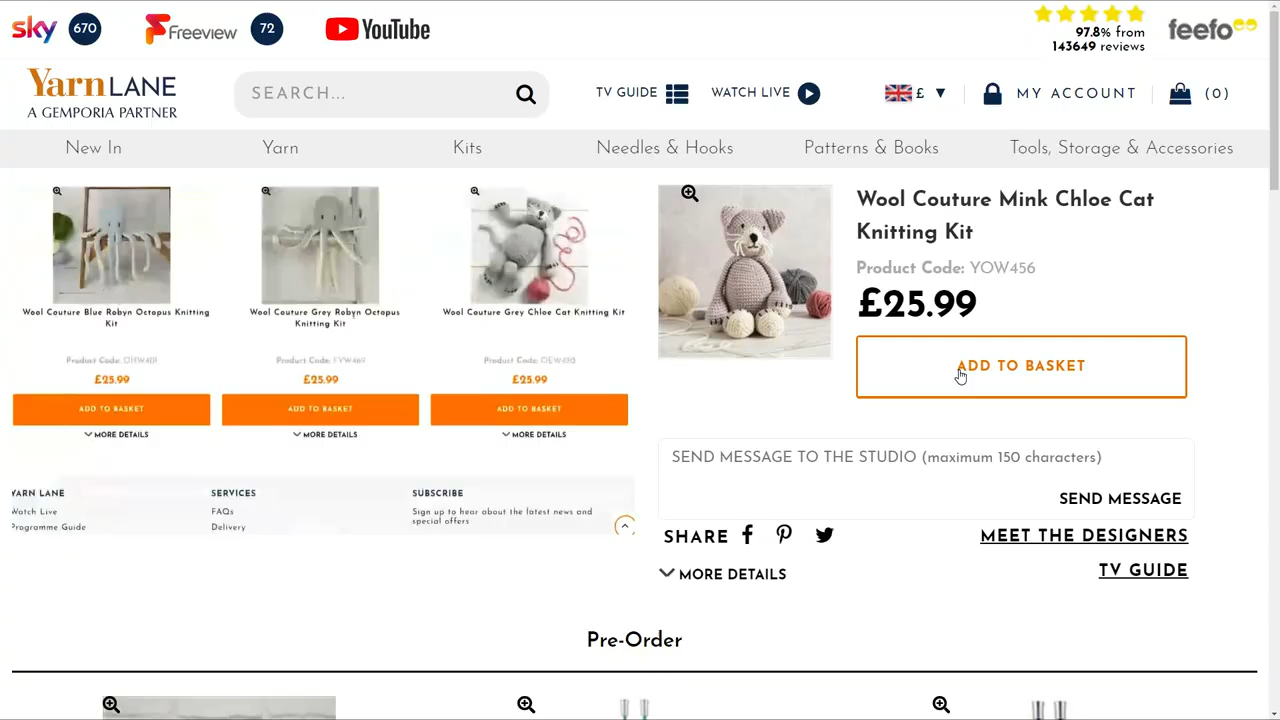 sky 670 Freeview 72 YouTube
97.8% from
143649 reviews
feefo
Yarn LANE
A GEMPORIA PARTNER
SEARCH...
TV GUIDE WATCH LIVE £ ▼ MY ACCOUNT (0)
New In Yarn Kits Needles & Hooks Patterns & Books Tools, Storage & Accessories
Wool Couture Blue Robyn Octopus Knitting
Kit
Product Code:
£25.99
ADD TO BASKET
MORE DETAILS
Wool Couture Grey Robyn Octopus
Knitting Kit
Product Code:
£25.99
ADD TO BASKET
MORE DETAILS
Wool Couture Grey Chloe Cat Knitting Kit
Product Code:
£25.99
ADD TO BASKET
MORE DETAILS
YARN LANE
Watch Live
Programme Guide
SERVICES
FAQs
Delivery
SUBSCRIBE
Sign up to hear about the latest news and
special offers
Wool Couture Mink Chloe Cat
Knitting Kit
Product Code: YOW456
£25.99
ADD TO BASKET
SEND MESSAGE TO THE STUDIO (maximum 150 characters)
SEND MESSAGE
SHARE
MEET THE DESIGNERS
MORE DETAILS
TV GUIDE
Pre-Order